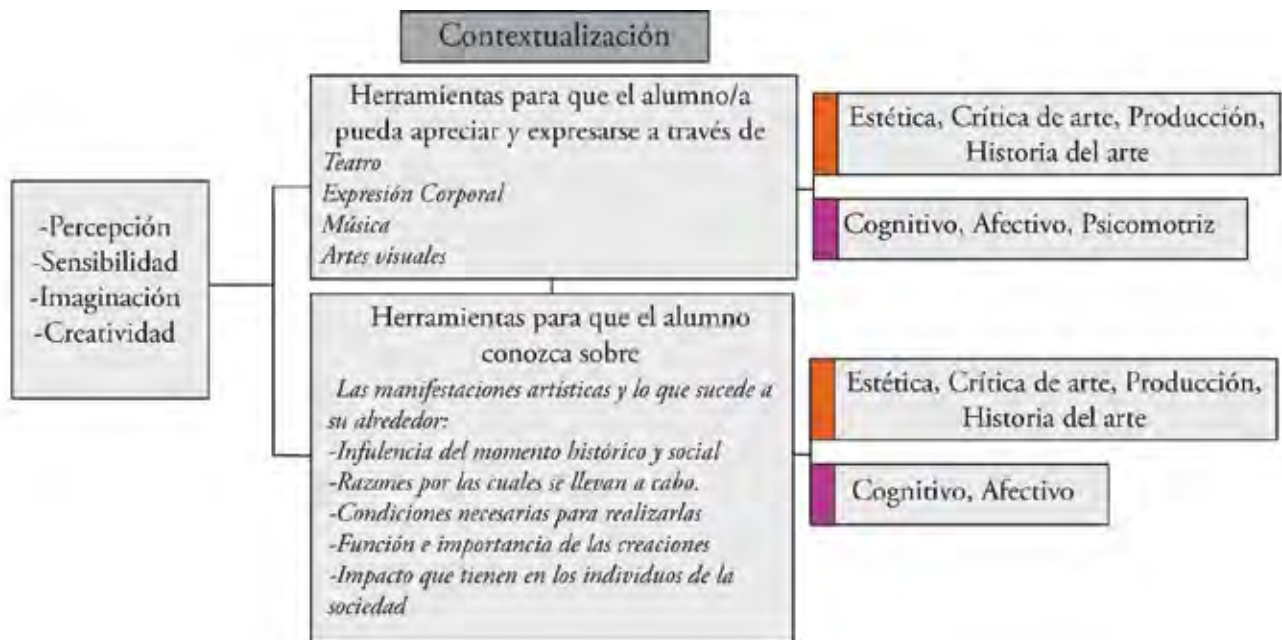 Contextualización
-Percepción
-Sensibilidad
-Imaginación
-Creatividad
Herramientas para que el alumno/a
pueda apreciar y expresarse a través de
Teatro
Expresión Corporal
Música
Artes visuales
Estética, Crítica de arte, Producción,
Historia del arte
Cognitivo, Afectivo, Psicomotriz
Herramientas para que el alumno
conozca sobre
Las manifestaciones artísticas y lo que sucede a
su alrededor:
-Infulencia del momento histórico y social
-Razones por las cuales se llevan a cabo.
-Condiciones necesarias para realizarlas
-Función e importancia de las creaciones
-Impacto que tienen en los individuos de la
sociedad
Estética, Crítica de arte, Producción,
Historia del arte
Cognitivo, Afectivo